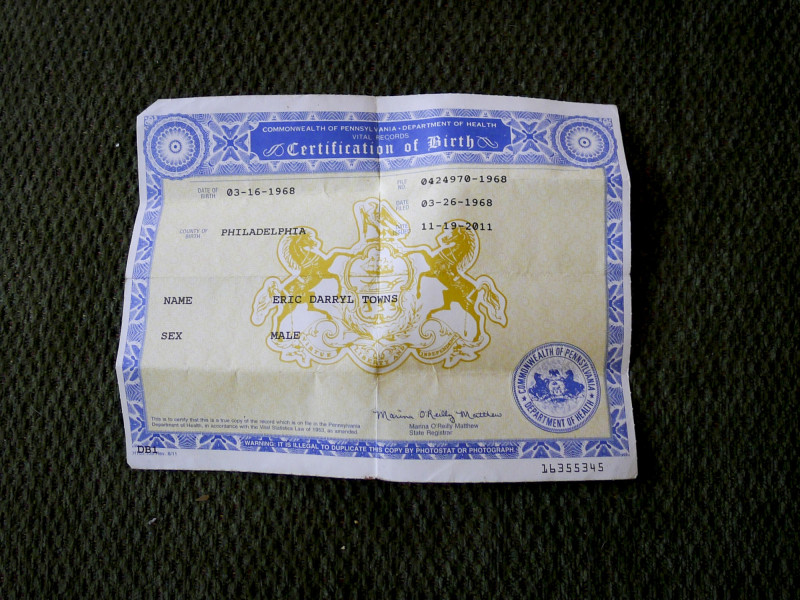 COMMONWEALTH OF PENNSYLVANIA • DEPARTMENT OF HEALTH
VITAL RECORDS
Certification of Birth
DATE OF BIRTH 03-16-1968
FILE NO. 0424970-1968
DATE FILED 03-26-1968
COUNTY OF BIRTH PHILADELPHIA
DATE 11-19-2011
NAME ERIC DARRYL TOWNS
SEX MALE
COMMONWEALTH OF PENNSYLVANIA
DEPARTMENT OF HEALTH
Marina O'Reilly Matthew
This is to certify that this is a true copy of the record which is on file in the Pennsylvania
Department of Health, in accordance with the Vital Statistics Law of 1953, as amended.
Marina O'Reilly Matthew
State Registrar
WARNING: IT IS ILLEGAL TO DUPLICATE THIS COPY BY PHOTOSTAT OR PHOTOGRAPH.
DB1
16355345